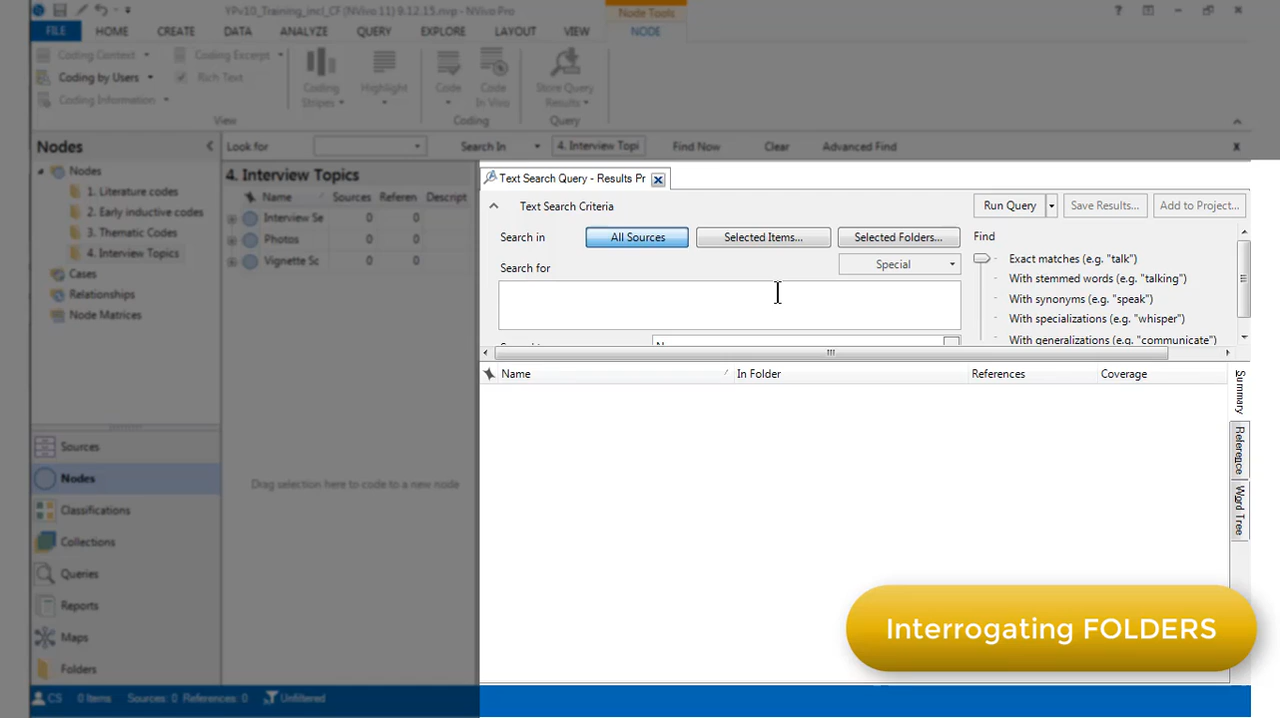 YPv10_Training_incl_CF (NVivo 11) 9.12.15.nvp - NVivo Pro
Node Tools
FILE HOME CREATE DATA ANALYZE QUERY EXPLORE LAYOUT VIEW NODE
Coding Context Coding Excerpt
Coding by Users Rich Text
Coding Information
Coding Stripes Highlight Code Code In Vivo Store Query Results
View Coding Query
Nodes
Look for Search In 4. Interview Topi Find Now Clear Advanced Find X
Nodes
1. Literature codes
2. Early inductive codes
3. Thematic Codes
4. Interview Topics
Cases
Relationships
Node Matrices
Sources
Nodes
Classifications
Collections
Queries
Reports
Maps
Folders
4. Interview Topics
Name Sources Referen Descript
Interview Se 0 0
Photos 0 0
Vignette Sc 0 0
Drag selection here to code to a new node
Text Search Query - Results Pr
Text Search Criteria Run Query Save Results... Add to Project...
Search in All Sources Selected Items... Selected Folders... Find
Search for Special
Exact matches (e.g. "talk")
With stemmed words (e.g. "talking")
With synonyms (e.g. "speak")
With specializations (e.g. "whisper")
With generalizations (e.g. "communicate")
Name In Folder References Coverage
Summary
Reference
Word Tree
Interrogating FOLDERS
CS 0 Items Sources: 0 References: 0 Unfiltered